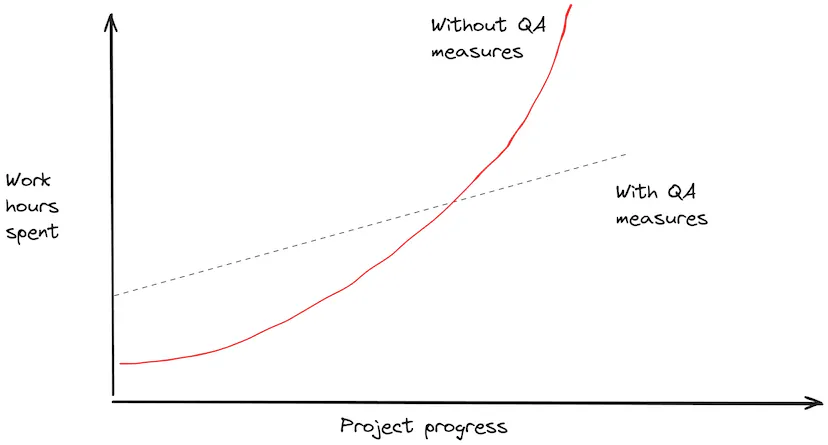 Without QA
measures
Work
hours
spent
With QA
measures
Project progress